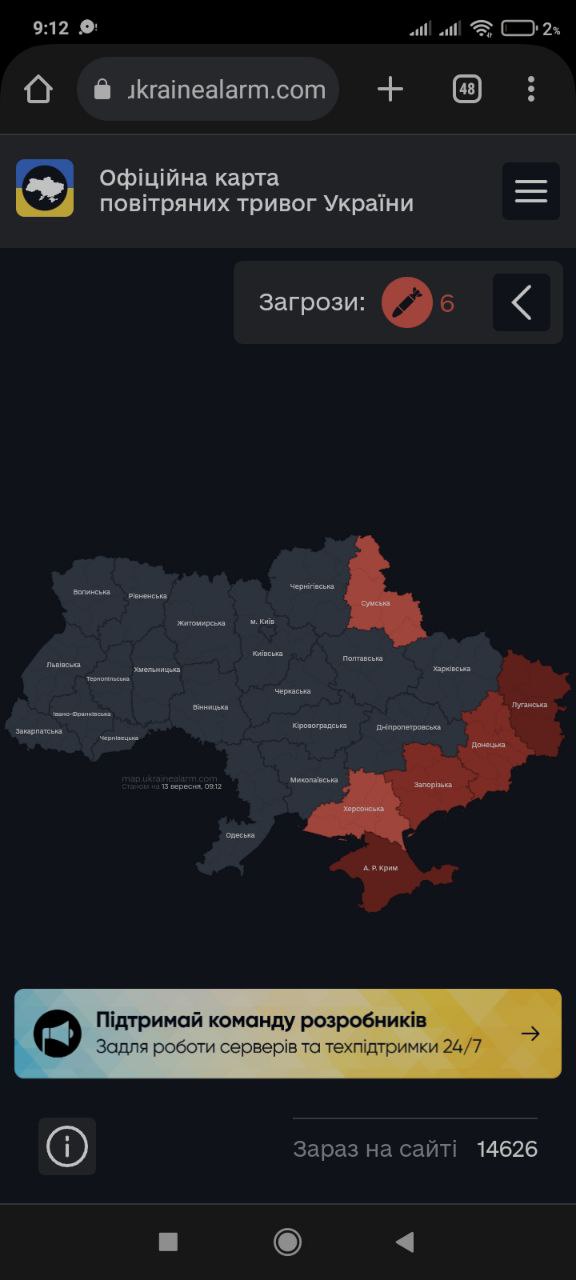 9:12
2%
ukrainealarm.com
48
Офіційна карта
повітряних тривог України
Загрози: 6
Волинська
Рівненська
Житомирська
м. Київ
Чернігівська
Сумська
Львівська
Тернопільська
Хмельницька
Київська
Полтавська
Харківська
Івано-Франківська
Закарпатська
Чернівецька
Вінницька
Черкаська
Кіровоградська
Дніпропетровська
Луганська
Донецька
map.ukrainealarm.com
Станом на 13 вересня, 09:12
Миколаївська
Запорізька
Херсонська
Одеська
А. Р. Крим
Підтримай команду розробників
Задля роботи серверів та техпідтримки 24/7
Зараз на сайті 14626